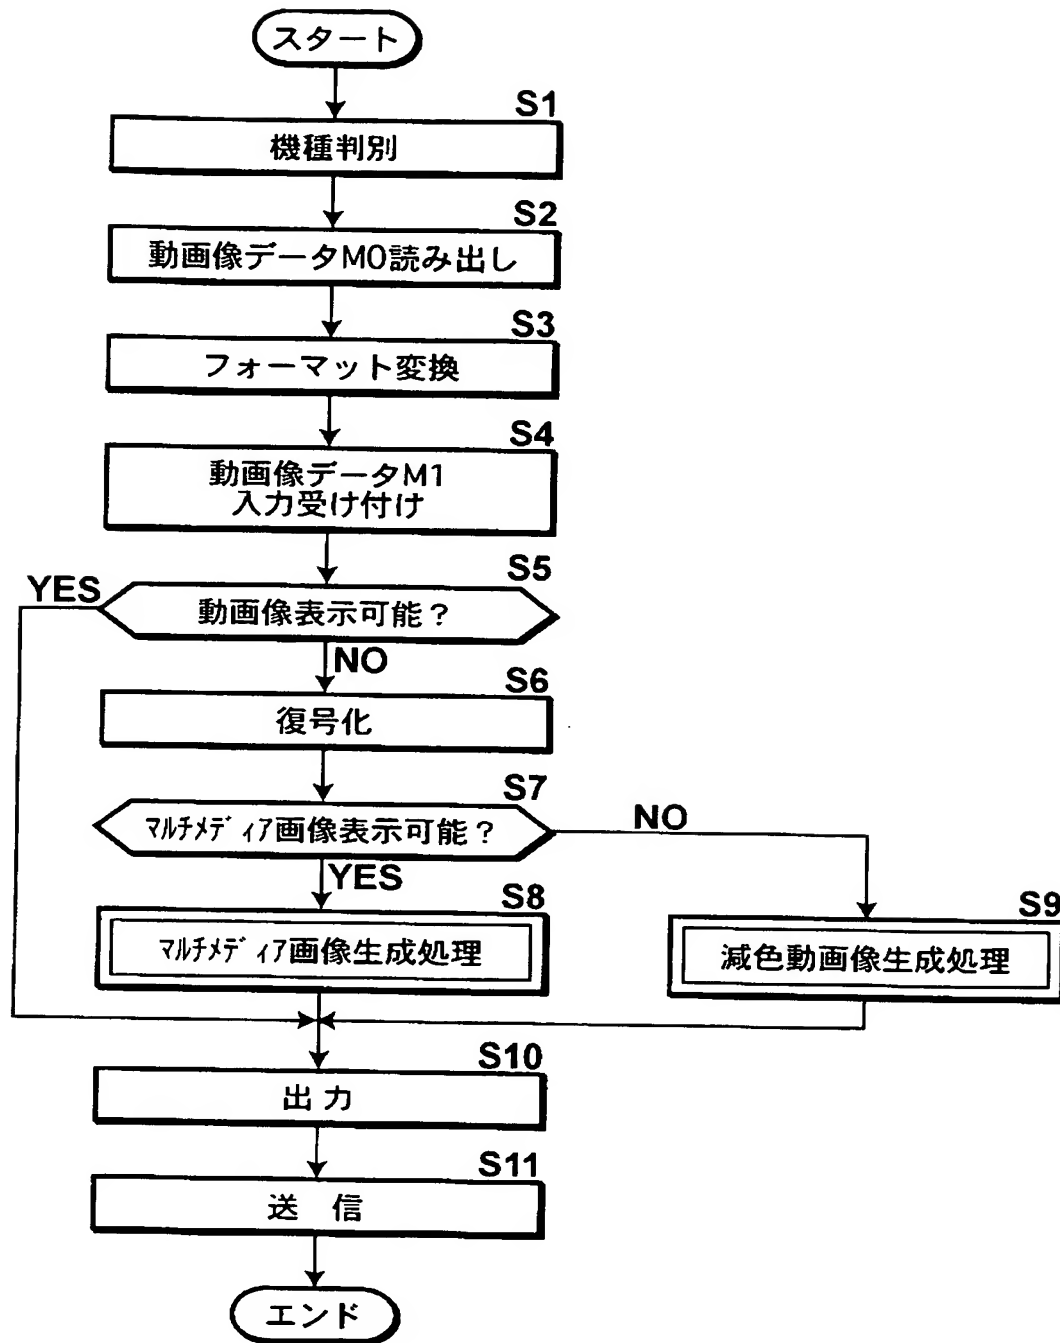 スタート
S1
機種判別
S2
動画像データM0読み出し
S3
フォーマット変換
S4
動画像データM1
入力受け付け
S5
YES
動画像表示可能?
NO
S6
復号化
S7
ﾏﾙﾁﾒﾃﾞｨｱ画像表示可能?
NO
YES
S8
ﾏﾙﾁﾒﾃﾞｨｱ画像生成処理
S9
減色動画像生成処理
S10
出 力
S11
送 信
エンド